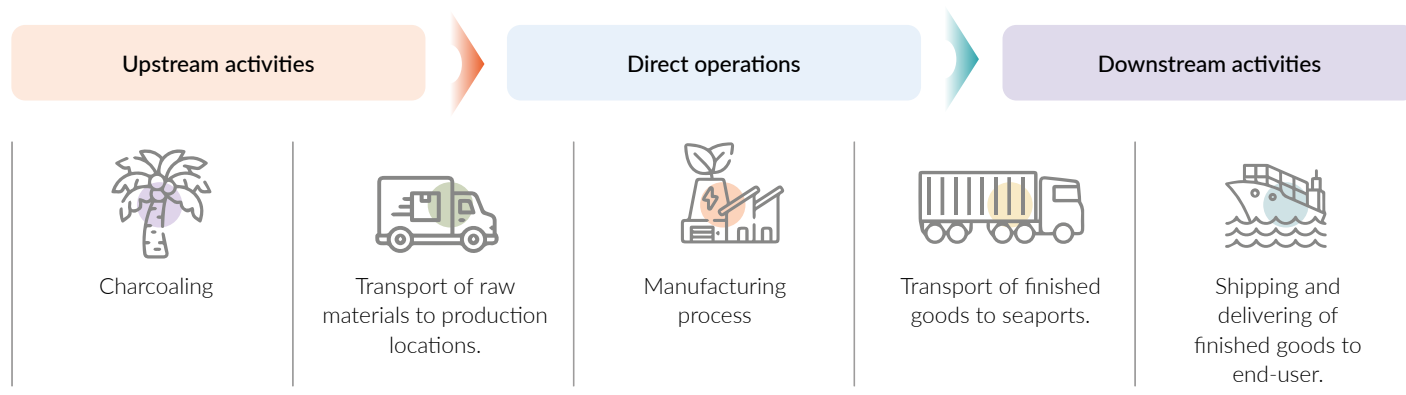 Upstream activities
Direct operations
Downstream activities
Charcoaling
Transport of raw
materials to production
locations.
Manufacturing
process
Transport of finished
goods to seaports.
Shipping and
delivering of
finished goods to
end-user.